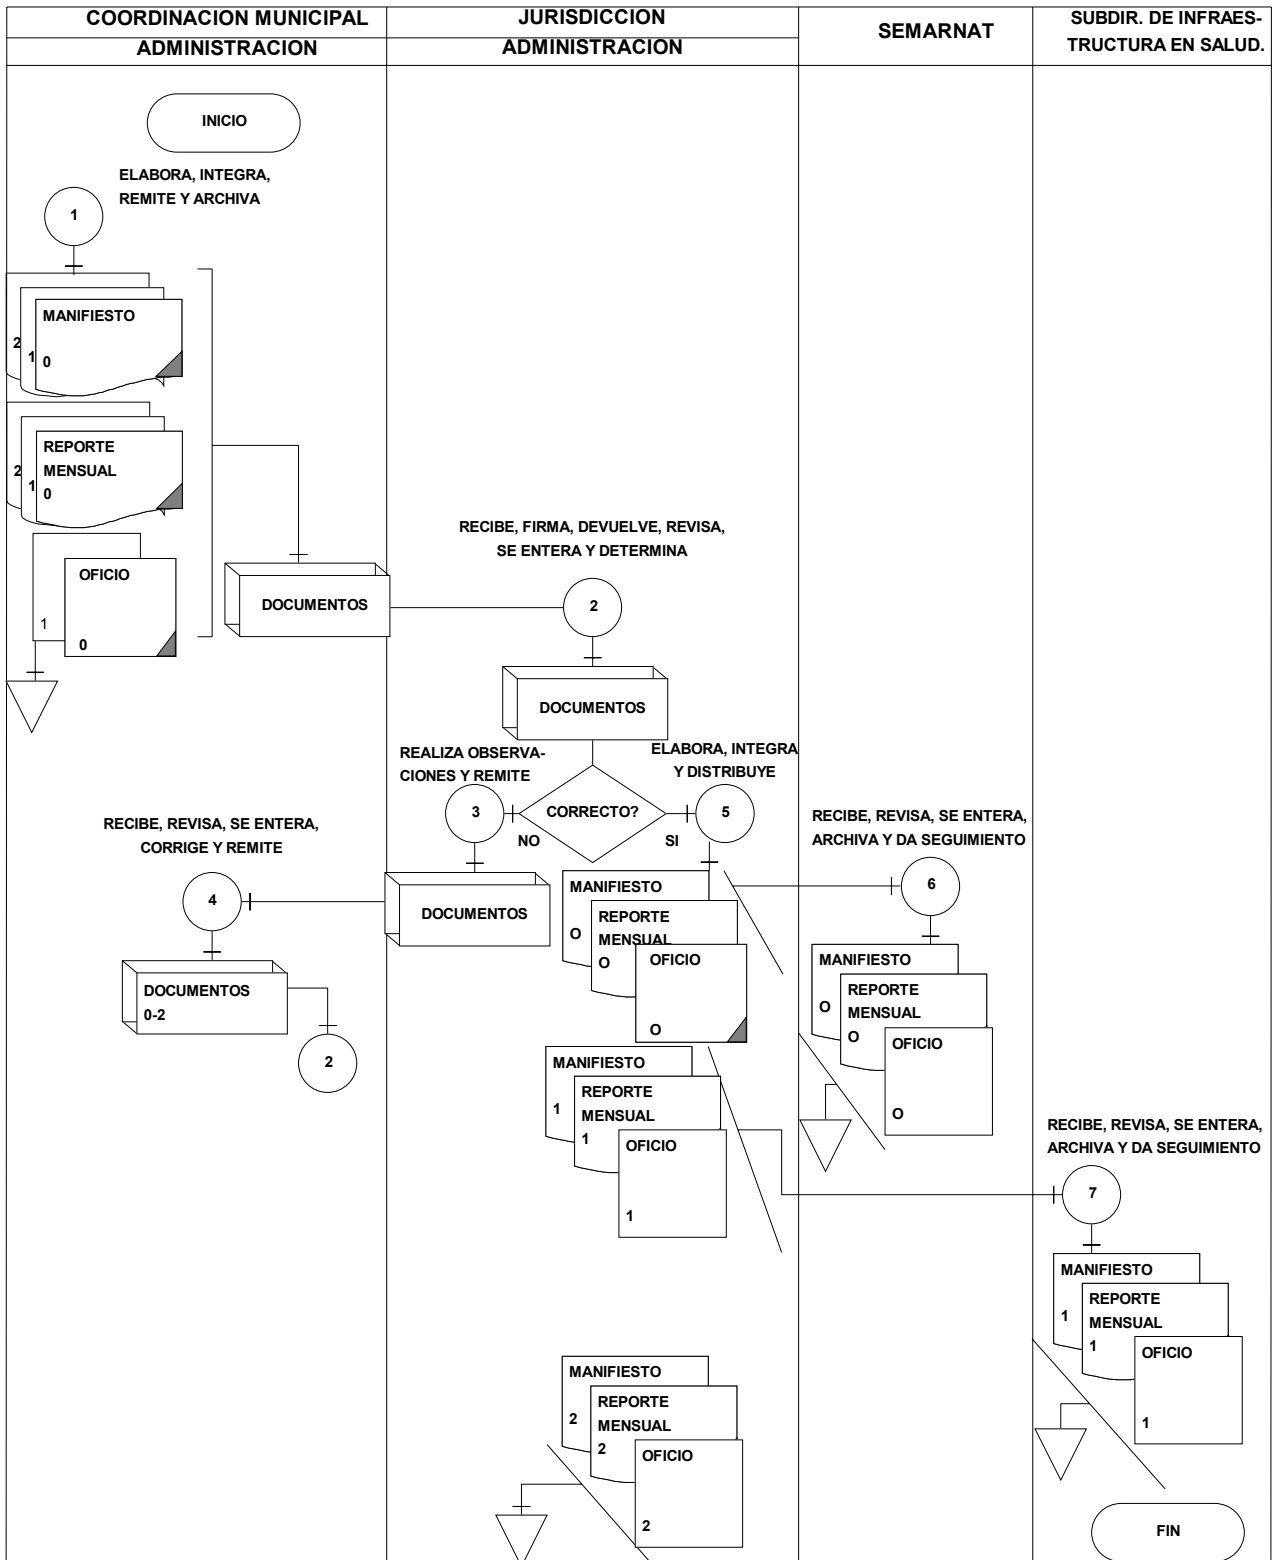 COORDINACION MUNICIPAL
ADMINISTRACION
JURISDICCION
ADMINISTRACION
SEMARNAT
SUBDIR. DE INFRAES-
TRUCTURA EN SALUD.
INICIO
ELABORA, INTEGRA,
REMITE Y ARCHIVA
1
MANIFIESTO
2
1
0
REPORTE
MENSUAL
2
1
0
OFICIO
1
0
DOCUMENTOS
RECIBE, FIRMA, DEVUELVE, REVISA,
SE ENTERA Y DETERMINA
2
DOCUMENTOS
CORRECTO?
NO
SI
REALIZA OBSERVA-
CIONES Y REMITE
3
DOCUMENTOS
RECIBE, REVISA, SE ENTERA,
CORRIGE Y REMITE
4
DOCUMENTOS
0-2
2
ELABORA, INTEGRA
Y DISTRIBUYE
5
MANIFIESTO
O
REPORTE
MENSUAL
O
OFICIO
O
MANIFIESTO
1
REPORTE
MENSUAL
1
OFICIO
1
MANIFIESTO
2
REPORTE
MENSUAL
2
OFICIO
2
RECIBE, REVISA, SE ENTERA,
ARCHIVA Y DA SEGUIMIENTO
6
MANIFIESTO
O
REPORTE
MENSUAL
O
OFICIO
O
RECIBE, REVISA, SE ENTERA,
ARCHIVA Y DA SEGUIMIENTO
7
MANIFIESTO
1
REPORTE
MENSUAL
1
OFICIO
1
FIN